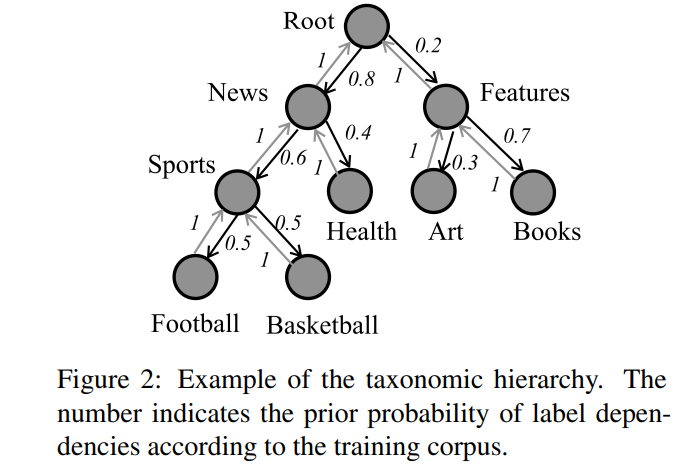 Root
0.2
1
0.8
1
News
Features
1
0.4
0.7
Sports
0.6
1
1
0.3
1
Health
Art
Books
1
0.5
0.5
1
Football
Basketball
Figure 2: Example of the taxonomic hierarchy. The
number indicates the prior probability of label depen-
dencies according to the training corpus.